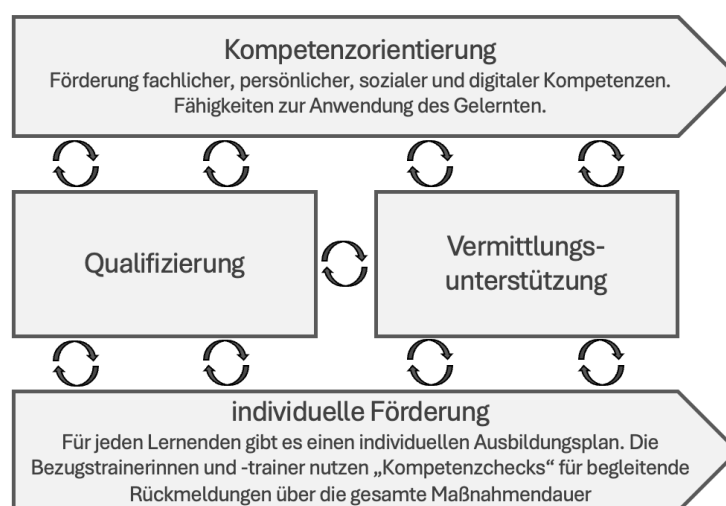 Kompetenzorientierung
Förderung fachlicher, persönlicher, sozialer und digitaler Kompetenzen.
Fähigkeiten zur Anwendung des Gelernten.
Qualifizierung
Vermittlungs-
unterstützung
individuelle Förderung
Für jeden Lernenden gibt es einen individuellen Ausbildungsplan. Die
Bezugstrainerinnen und -trainer nutzen „Kompetenzchecks“ für begleitende
Rückmeldungen über die gesamte Maßnahmendauer